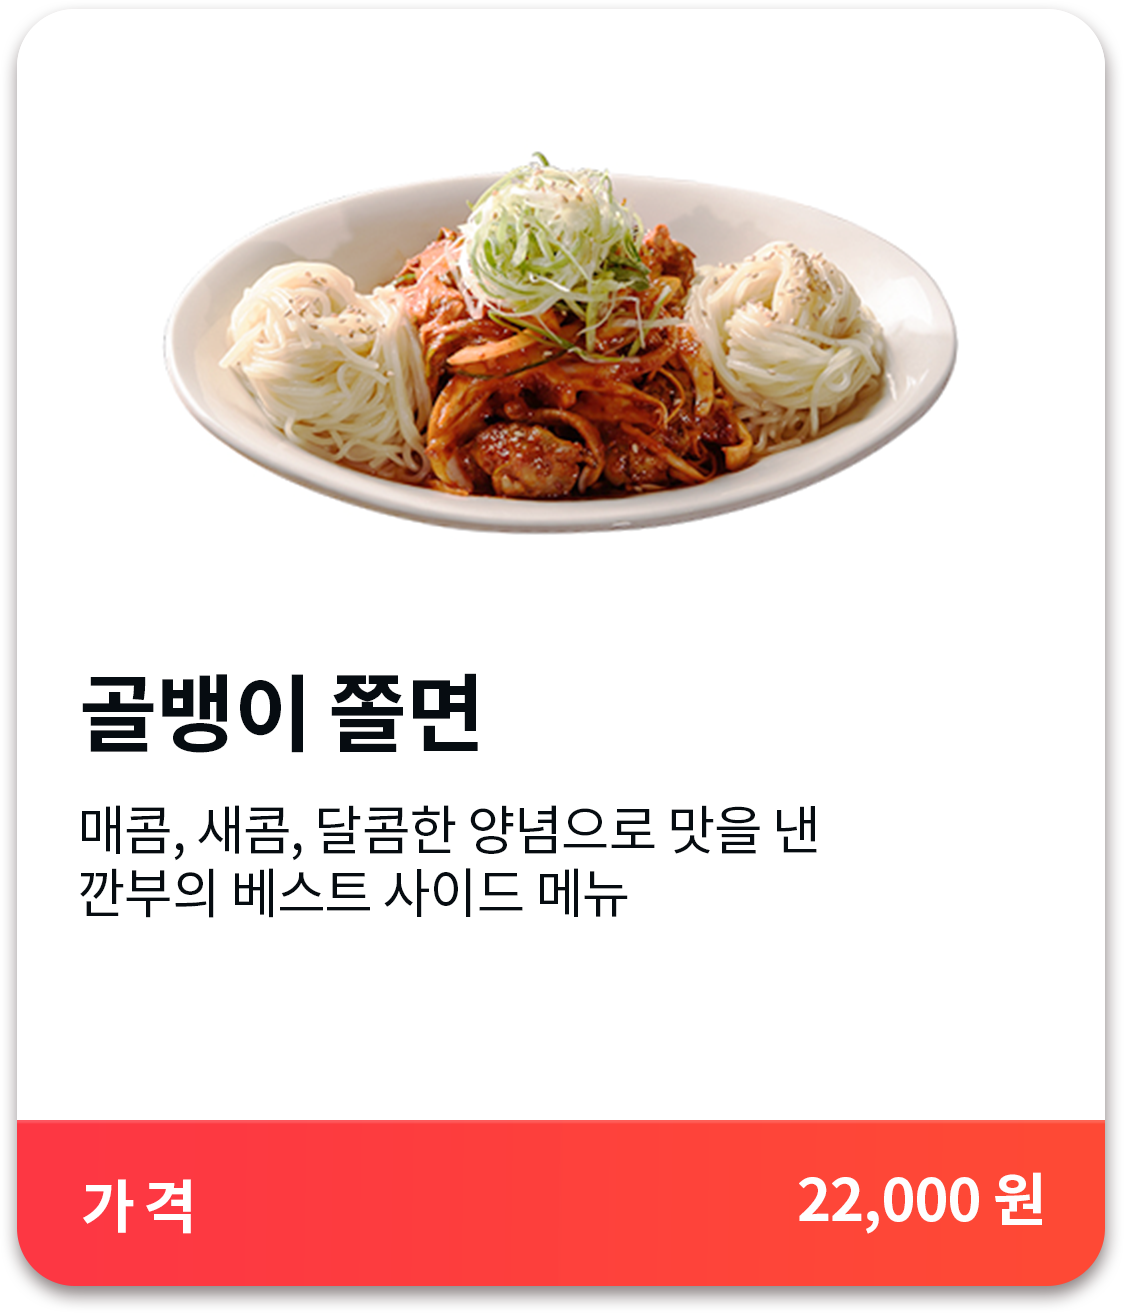 골뱅이 쫄면
매콤, 새콤, 달콤한 양념으로 맛을 낸
깐부의 베스트 사이드 메뉴
가 격
22,000 원